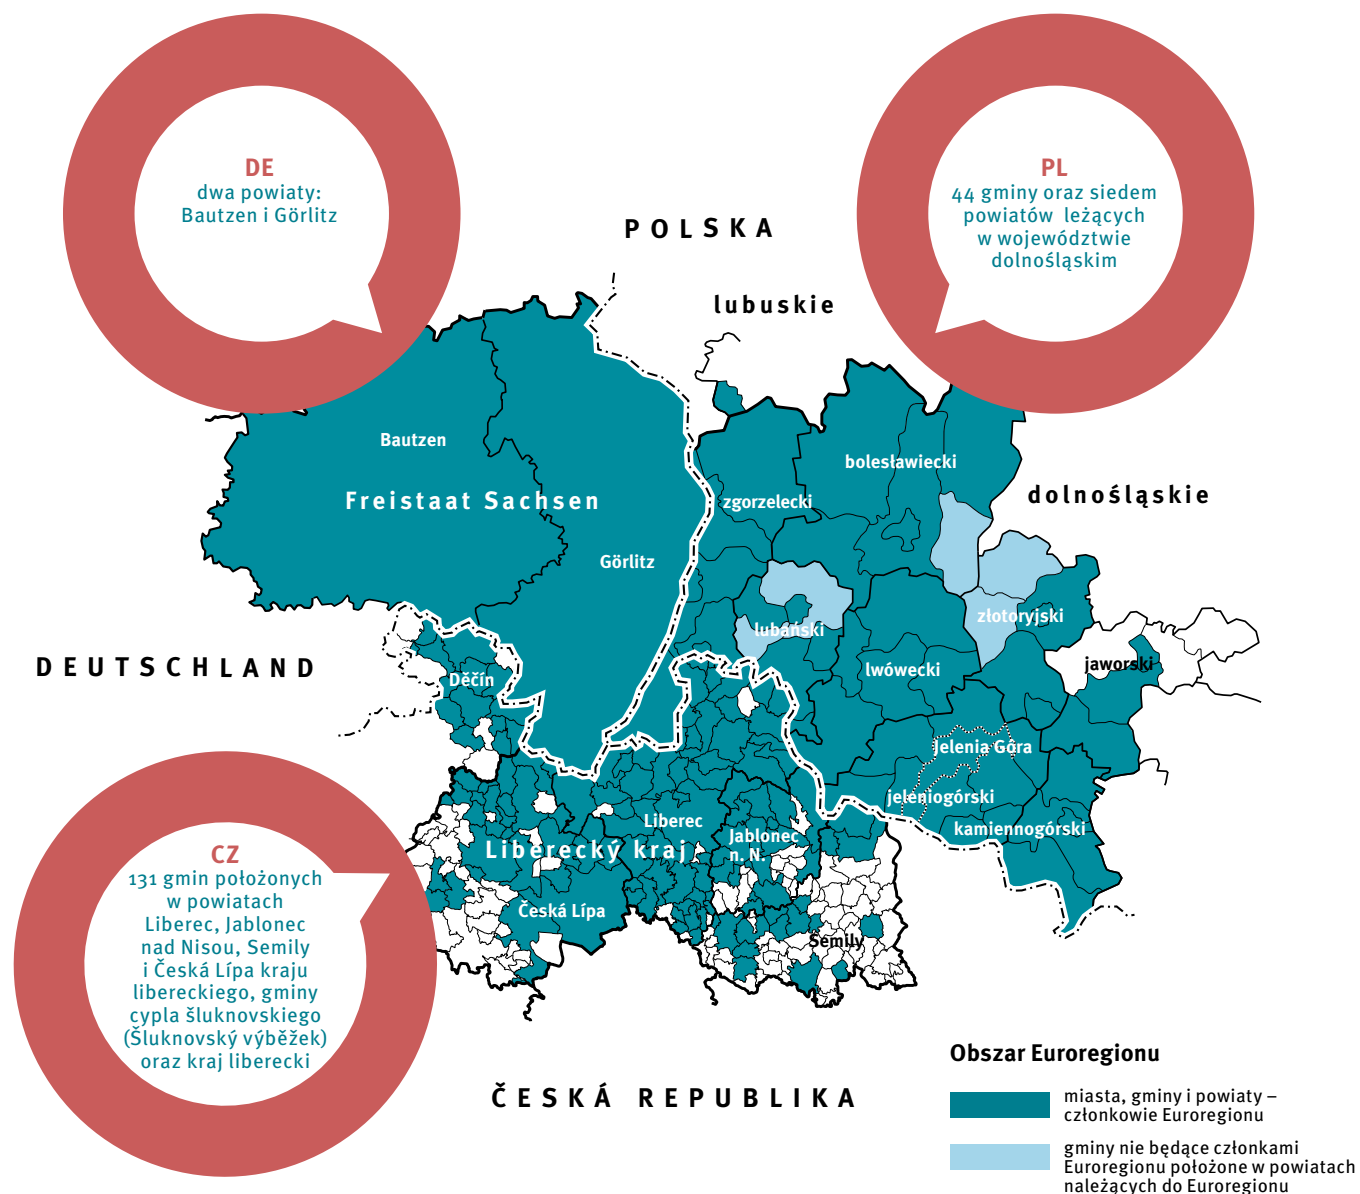 DE
dwa powiaty:
Bautzen i Görlitz
PL
44 gminy oraz siedem
powiatów leżących
w województwie
dolnośląskim
POLSKA
lubuskie
Bautzen
bolesławiecki
Freistaat Sachsen
zgorzelecki
dolnośląskie
Görlitz
złotoryjski
lubański
DEUTSCHLAND
jaworski
Děčín
lwówecki
Jelenia Góra
jeleniogórski
Liberec
kamiennogórski
Jablonec
n. N.
Liberecký kraj
Česká Lípa
Semily
CZ
131 gmin położonych
w powiatach
Liberec, Jablonec
nad Nisou, Semily
i Česká Lípa kraju
libereckiego, gminy
cypla šluknovskiego
(Šluknovský výběžek)
oraz kraj liberecki
ČESKÁ REPUBLIKA
Obszar Euroregionu
miasta, gminy i powiaty –
członkowie Euroregionu
gminy nie będące członkami
Euroregionu położone w powiatach
należących do Euroregionu